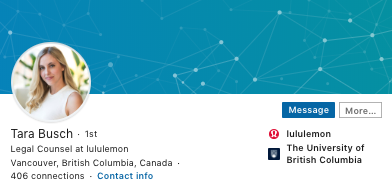 Message
More...
Tara Busch · 1st
lululemon
Legal Counsel at lululemon
The University of
British Columbia
Vancouver, British Columbia, Canada ·
406 connections · Contact info